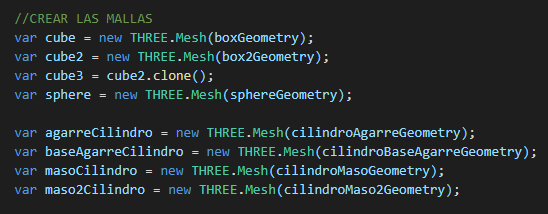 //CREAR LAS MALLAS
var cube = new THREE.Mesh(boxGeometry);
var cube2 = new THREE.Mesh(box2Geometry);
var cube3 = cube2.clone();
var sphere = new THREE.Mesh(sphereGeometry);
var agarreCilindro = new THREE.Mesh(cilindroAgarreGeometry);
var baseAgarreCilindro = new THREE.Mesh(cilindroBaseAgarreGeometry);
var masoCilindro = new THREE.Mesh(cilindroMasoGeometry);
var maso2Cilindro = new THREE.Mesh(cilindroMaso2Geometry);